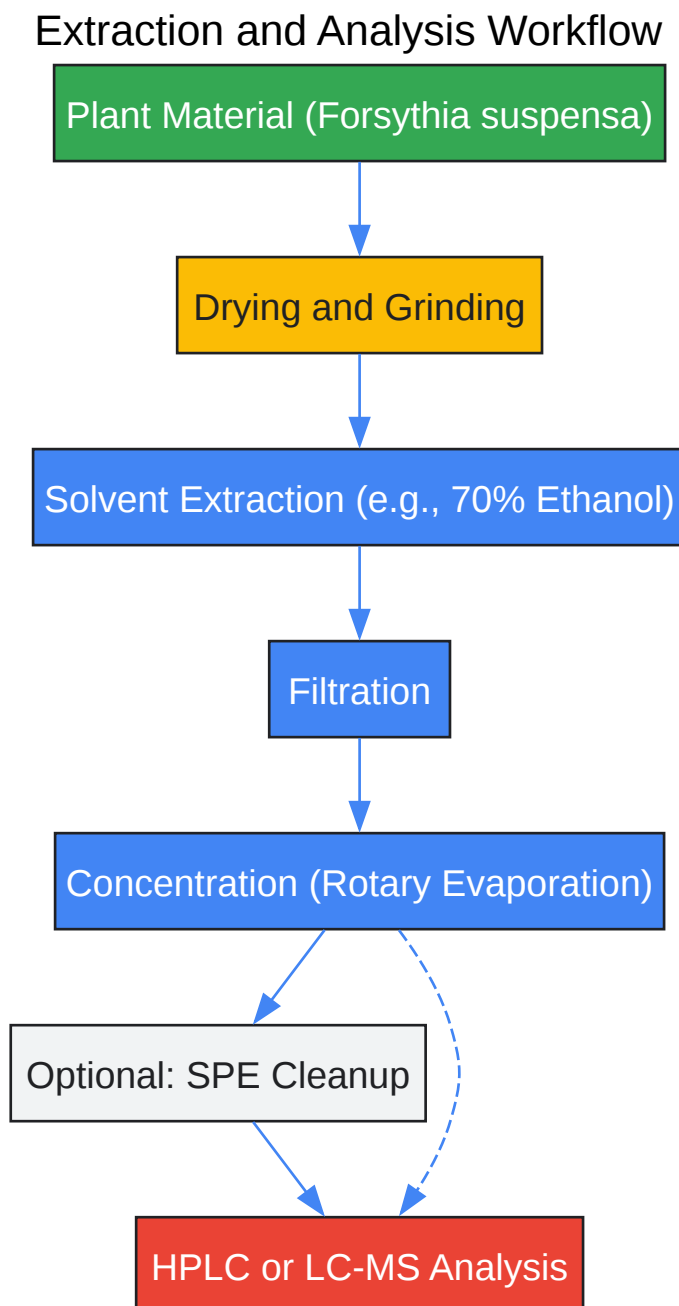 Extraction and Analysis Workflow
Plant Material (Forsythia suspensa)
Drying and Grinding
Solvent Extraction (e.g., 70% Ethanol)
Filtration
Concentration (Rotary Evaporation)
Optional: SPE Cleanup
HPLC or LC-MS Analysis